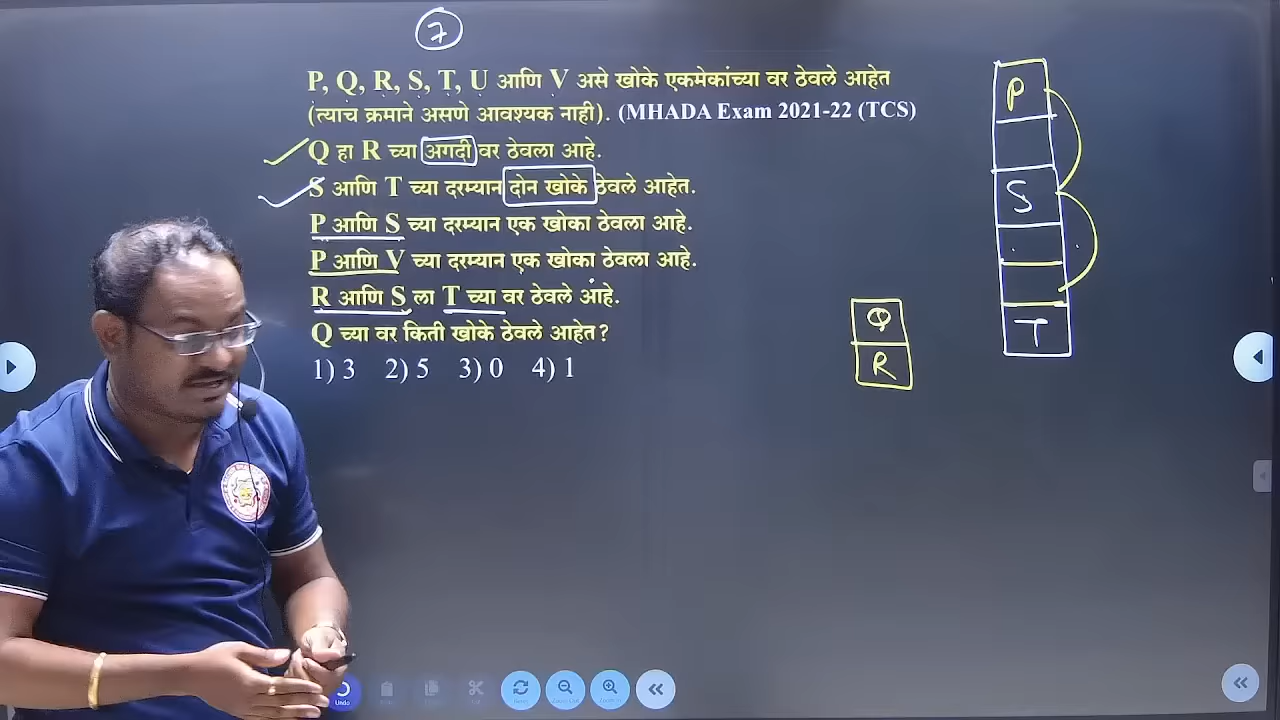 7
P, Q, R, S, T, U आणि V असे खोके एकमेकांच्या वर ठेवले आहेत
(त्याच क्रमाने असणे आवश्यक नाही). (MHADA Exam 2021-22 (TCS)
Q हा R च्या अगदी वर ठेवला आहे.
S आणि T च्या दरम्यान दोन खोके ठेवले आहेत.
P आणि S च्या दरम्यान एक खोका ठेवला आहे.
P आणि V च्या दरम्यान एक खोका ठेवला आहे.
R आणि S ला T च्या वर ठेवले आहे.
Q च्या वर किती खोके ठेवले आहेत?
1) 3 2) 5 3) 0 4) 1
P
S
T
Q
R
Undo